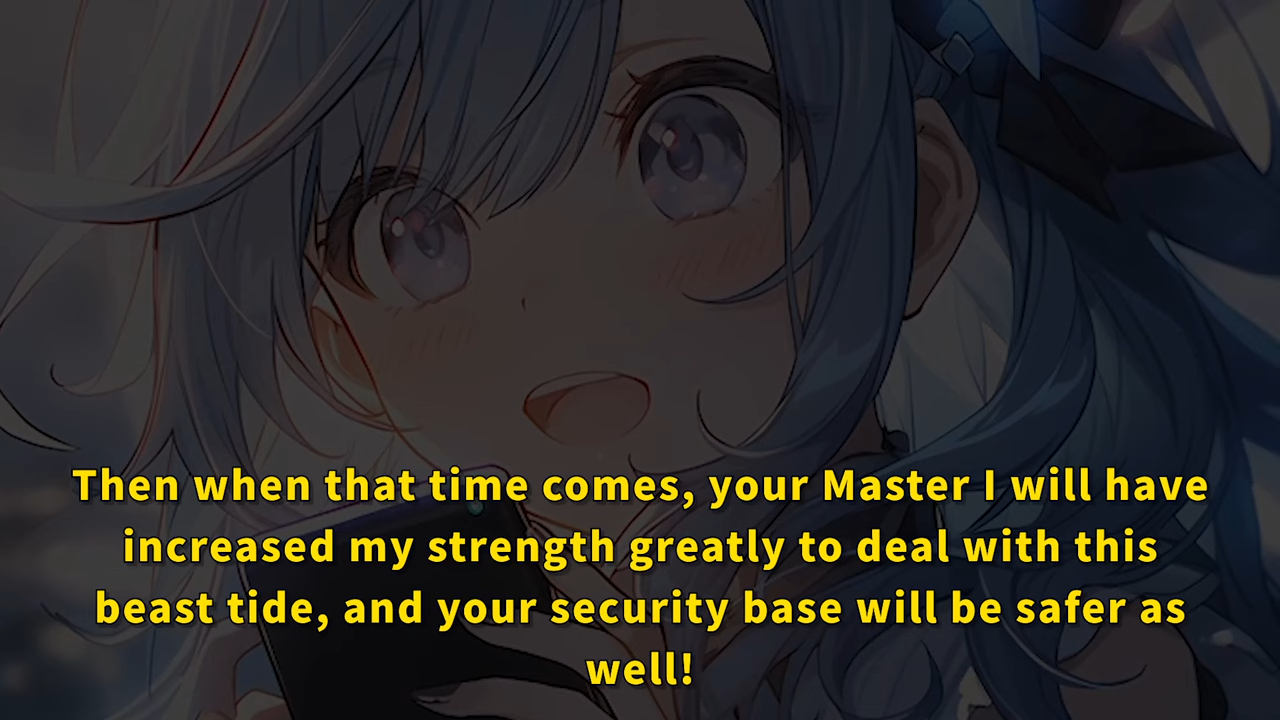 Then when that time comes, your Master I will have
increased my strength greatly to deal with this
beast tide, and your security base will be safer as
well!